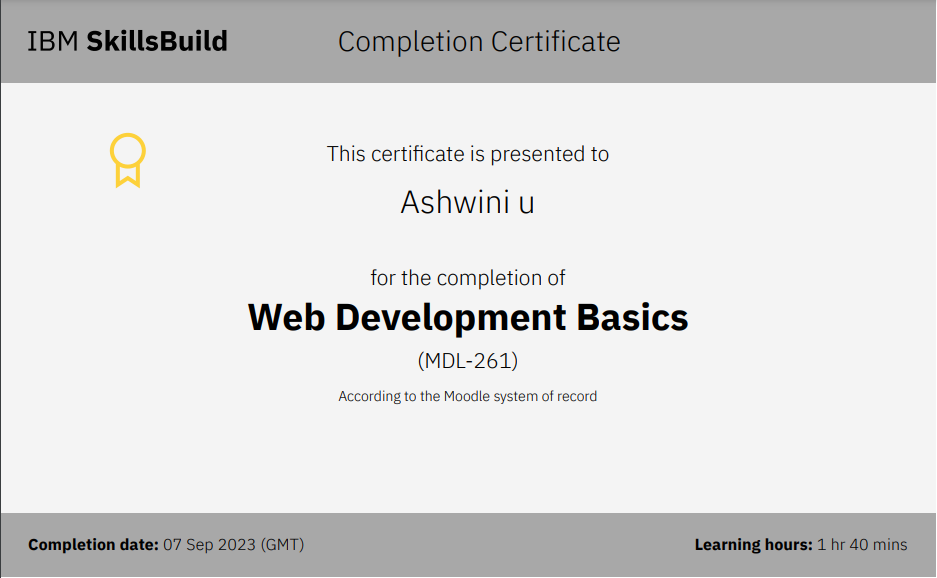 IBM SkillsBuild
Completion Certificate
This certificate is presented to
Ashwini u
for the completion of
Web Development Basics
(MDL-261)
According to the Moodle system of record
Completion date: 07 Sep 2023 (GMT)
Learning hours: 1 hr 40 mins